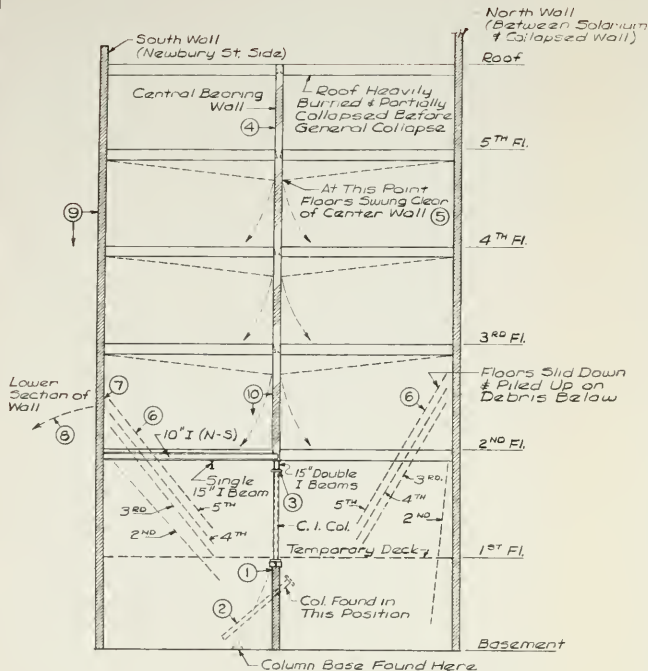 North Wall
(Between Solarium
& Collapsed Wall)
South Wall
(Newbury St. Side)
Roof
Central Bearing
Wall
④
Roof Heavily
Burned & Partially
Collapsed Before
General Collapse
5TH Fl.
At This Point
Floors Swung Clear
of Center Wall ⑤
⑨
4TH Fl.
3RD Fl.
Lower
Section of
Wall
⑦
⑧
⑥
10" I (N-S)
⑩
Floors Slid Down
& Piled Up on
Debris Below
⑥
2ND Fl.
Single
15" I Beam
15" Double
I Beams
③
3RD
2ND
5TH
4TH
C. I. Col.
5TH
4TH
3RD.
2ND
Temporary Deck
1ST Fl.
①
②
Col. Found in
This Position
Basement
Column Base Found Here